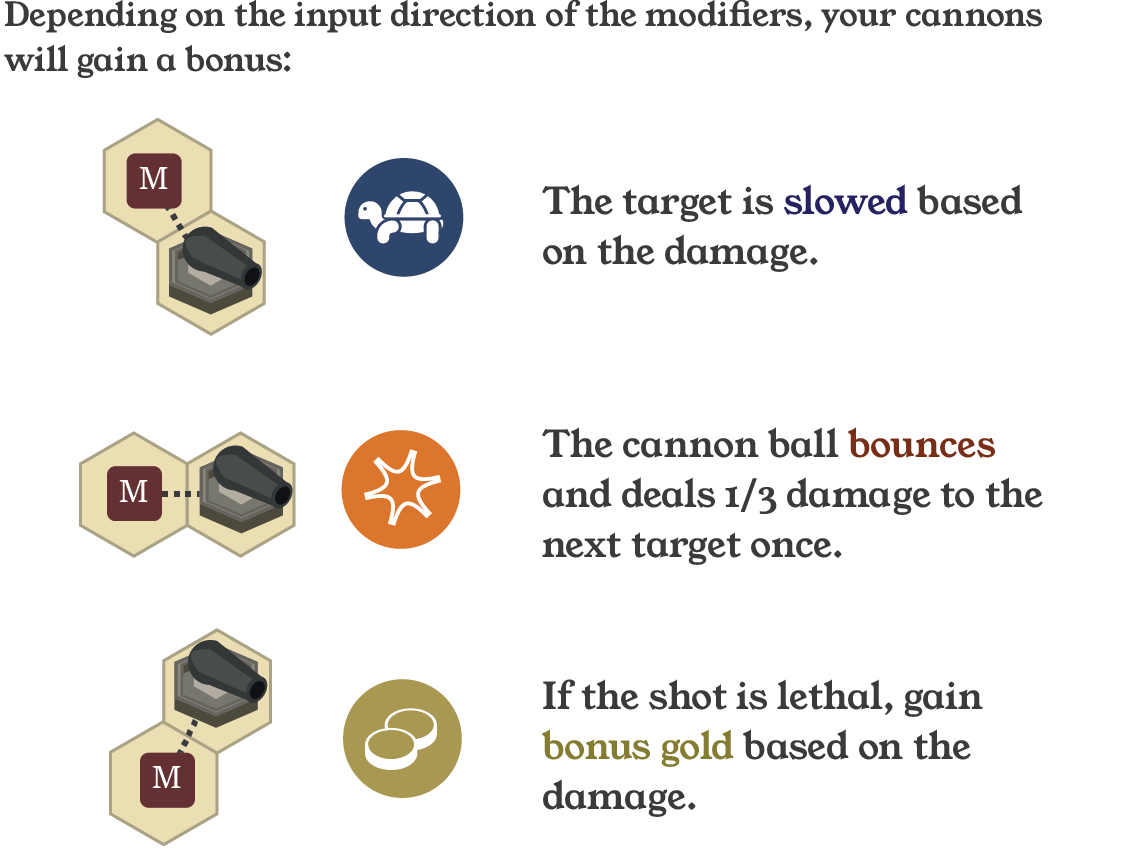 Depending on the input direction of the modifiers, your cannons
will gain a bonus:
M
The target is slowed based
on the damage.
M
The cannon ball bounces
and deals 1/3 damage to the
next target once.
M
If the shot is lethal, gain
bonus gold based on the
damage.